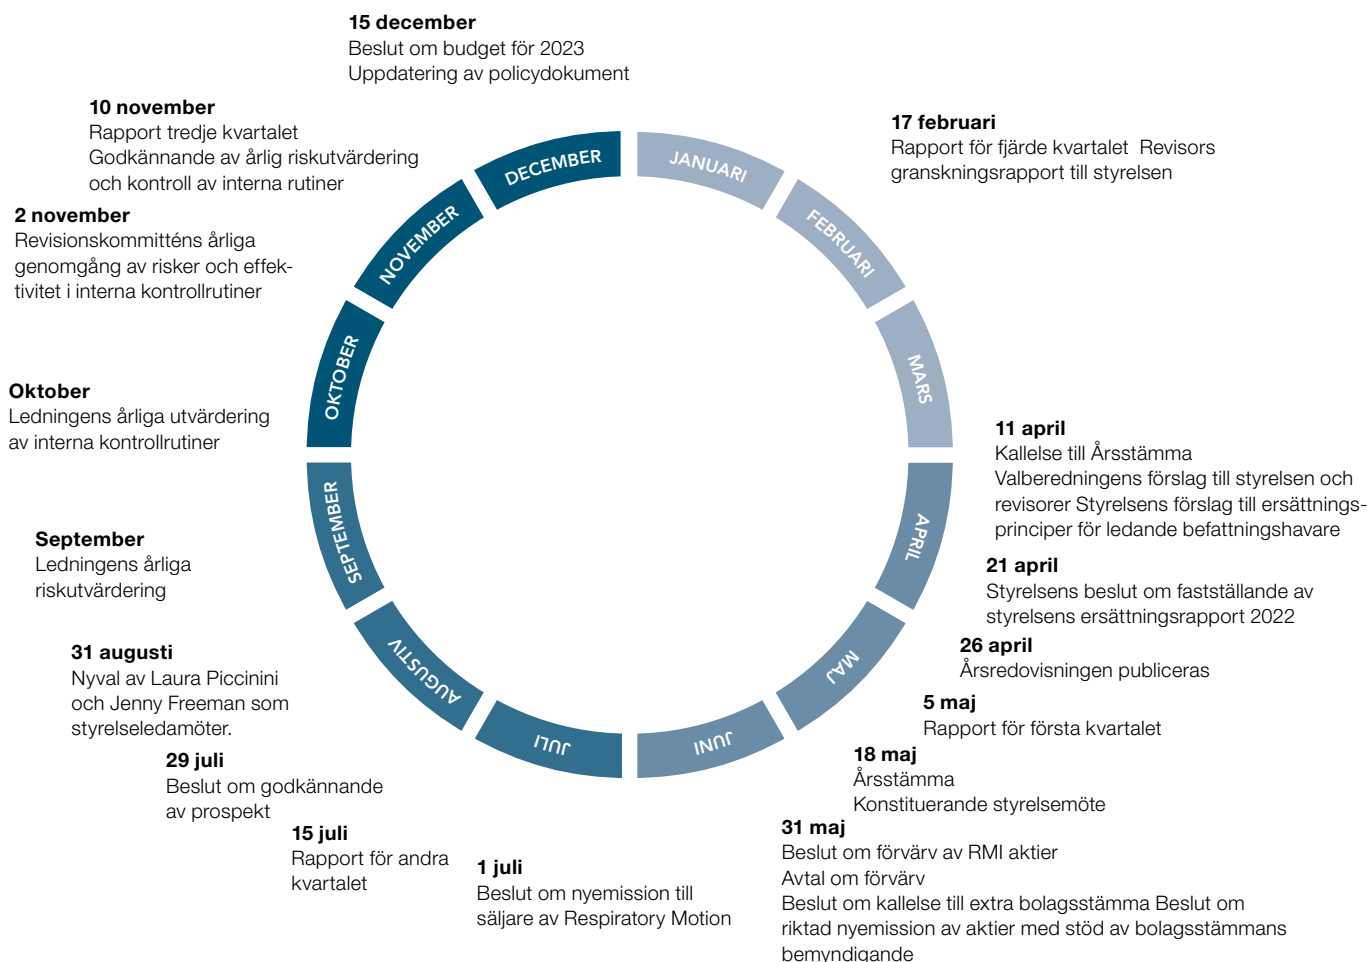 15 december
Beslut om budget för 2023
Uppdatering av policydokument
10 november
Rapport tredje kvartalet
Godkännande av årlig riskutvärdering
och kontroll av interna rutiner
2 november
Revisionskommitténs årliga
genomgång av risker och effek-
tivitet i interna kontrollrutiner
Oktober
Ledningens årliga utvärdering
av interna kontrollrutiner
September
Ledningens årliga
riskutvärdering
31 augusti
Nyval av Laura Piccinini
och Jenny Freeman som
styrelseledamöter.
29 juli
Beslut om godkännande
av prospekt
15 juli
Rapport för andra
kvartalet
1 juli
Beslut om nyemission till
säljare av Respiratory Motion
JANUARI
FEBRUARI
MARS
APRIL
MAJ
JUNI
JULI
AUGUSTIV
SEPTEMBER
OKTOBER
NOVEMBER
DECEMBER
17 februari
Rapport för fjärde kvartalet Revisors
granskningsrapport till styrelsen
11 april
Kallelse till Årsstämma
Valberedningens förslag till styrelsen och
revisorer Styrelsens förslag till ersättnings-
principer för ledande befattningshavare
21 april
Styrelsens beslut om fastställande av
styrelsens ersättningsrapport 2022
26 april
Årsredovisningen publiceras
5 maj
Rapport för första kvartalet
18 maj
Årsstämma
Konstituerande styrelsemöte
31 maj
Beslut om förvärv av RMI aktier
Avtal om förvärv
Beslut om kallelse till extra bolagsstämma Beslut om
riktad nyemission av aktier med stöd av bolagsstämmans
bemyndigande